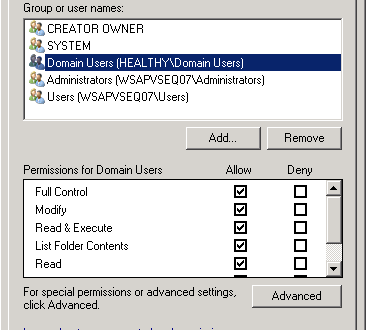 Group or user names:
CREATOR OWNER
SYSTEM
Domain Users (HEALTHY\Domain Users)
Administrators (WSAPVSEQ07\Administrators)
Users (WSAPVSEQ07\Users)
Add... Remove
Permissions for Domain Users Allow Deny
Full Control
Modify
Read & Execute
List Folder Contents
Read
For special permissions or advanced settings,
click Advanced.
Advanced